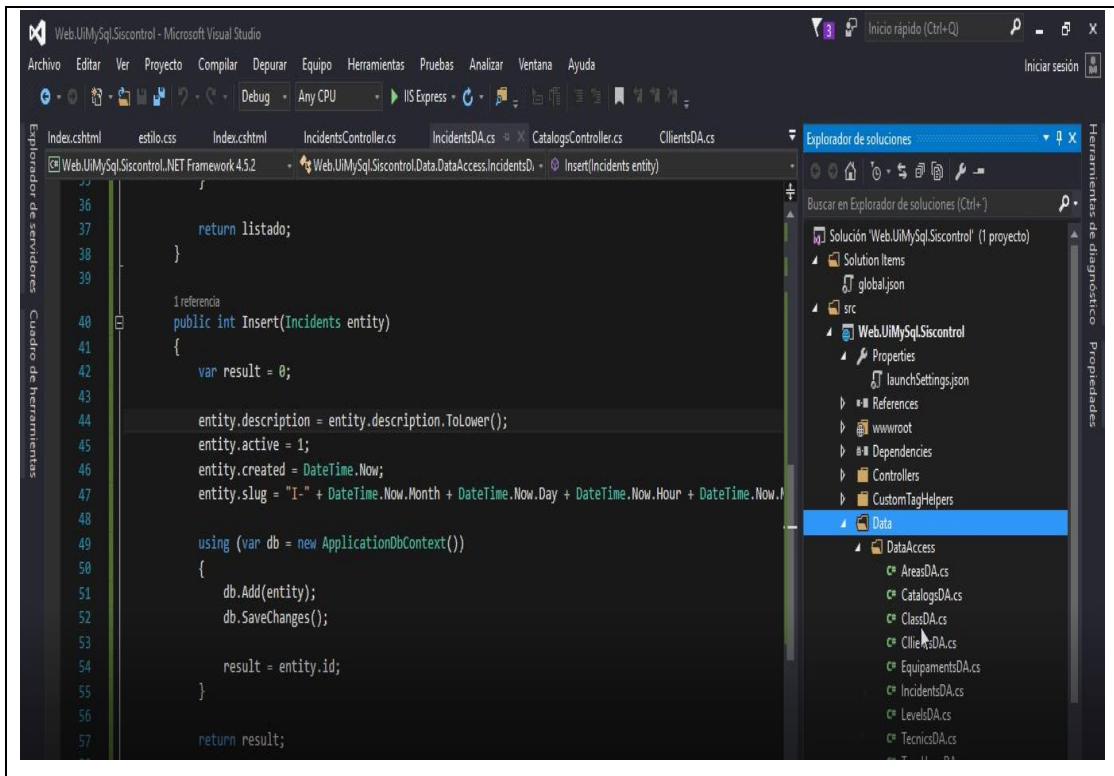 Web.UiMySql.Siscontrol - Microsoft Visual Studio
3
Inicio rápido (Ctrl+Q)
Archivo Editar Ver Proyecto Compilar Depurar Equipo Herramientas Pruebas Analizar Ventana Ayuda
Iniciar sesión
Debug Any CPU IIS Express
Explorador de servidores
Cuadro de herramientas
Index.cshtml estilo.css Index.cshtml IncidentsController.cs IncidentsDA.cs CatalogsController.cs CllientsDA.cs
Web.UiMySql.Siscontrol..NET Framework 4.5.2 Web.UiMySql.Siscontrol.Data.DataAccess.IncidentsD Insert(Incidents entity)
35 }
36
37 return listado;
38 }
39
1 referencia
40 public int Insert(Incidents entity)
41 {
42 var result = 0;
43
44 entity.description = entity.description.ToLower();
45 entity.active = 1;
46 entity.created = DateTime.Now;
47 entity.slug = "I-" + DateTime.Now.Month + DateTime.Now.Day + DateTime.Now.Hour + DateTime.Now.
48
49 using (var db = new ApplicationDbContext())
50 {
51 db.Add(entity);
52 db.SaveChanges();
53
54 result = entity.id;
55 }
56
57 return result;
Explorador de soluciones
Buscar en Explorador de soluciones (Ctrl+')
Solución 'Web.UiMySql.Siscontrol' (1 proyecto)
Solution Items
global.json
src
Web.UiMySql.Siscontrol
Properties
launchSettings.json
References
wwwroot
Dependencies
Controllers
CustomTagHelpers
Data
DataAccess
AreasDA.cs
CatalogsDA.cs
ClassDA.cs
CllientsDA.cs
EquipamentsDA.cs
IncidentsDA.cs
LevelsDA.cs
TecnicsDA.cs
Herramientas de diagnóstico
Propiedades